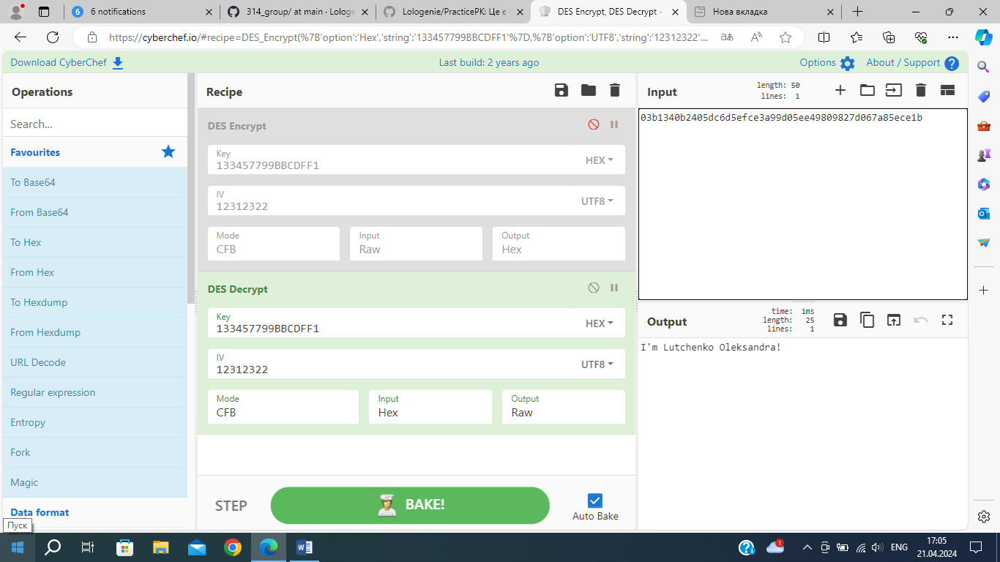 6 notifications
314_group/ at main · Lologe
Lologenie/PracticePK: Це є
DES Encrypt, DES Decrypt -
Нова вкладка
https://cyberchef.io/#recipe=DES_Encrypt(%7B'option':'Hex','string':'133457799BBCDFF1'%7D,%7B'option':'UTF8','string':'12312322'...
Download CyberChef
Last build: 2 years ago
Options
About / Support
Operations
Search...
Favourites
To Base64
From Base64
To Hex
From Hex
To Hexdump
From Hexdump
URL Decode
Regular expression
Entropy
Fork
Magic
Data format
Recipe
DES Encrypt
Key
133457799BBCDFF1
HEX
IV
12312322
UTF8
Mode
CFB
Input
Raw
Output
Hex
DES Decrypt
Key
133457799BBCDFF1
HEX
IV
12312322
UTF8
Mode
CFB
Input
Hex
Output
Raw
STEP
BAKE!
Auto Bake
Input
length: 50
lines: 1
03b1340b2405dc6d5efce3a99d05ee49809827d067a85ece1b
Output
time: 1ms
length: 25
lines: 1
I'm Lutchenko Oleksandra!
Пуск
1
ENG
17:05
21.04.2024